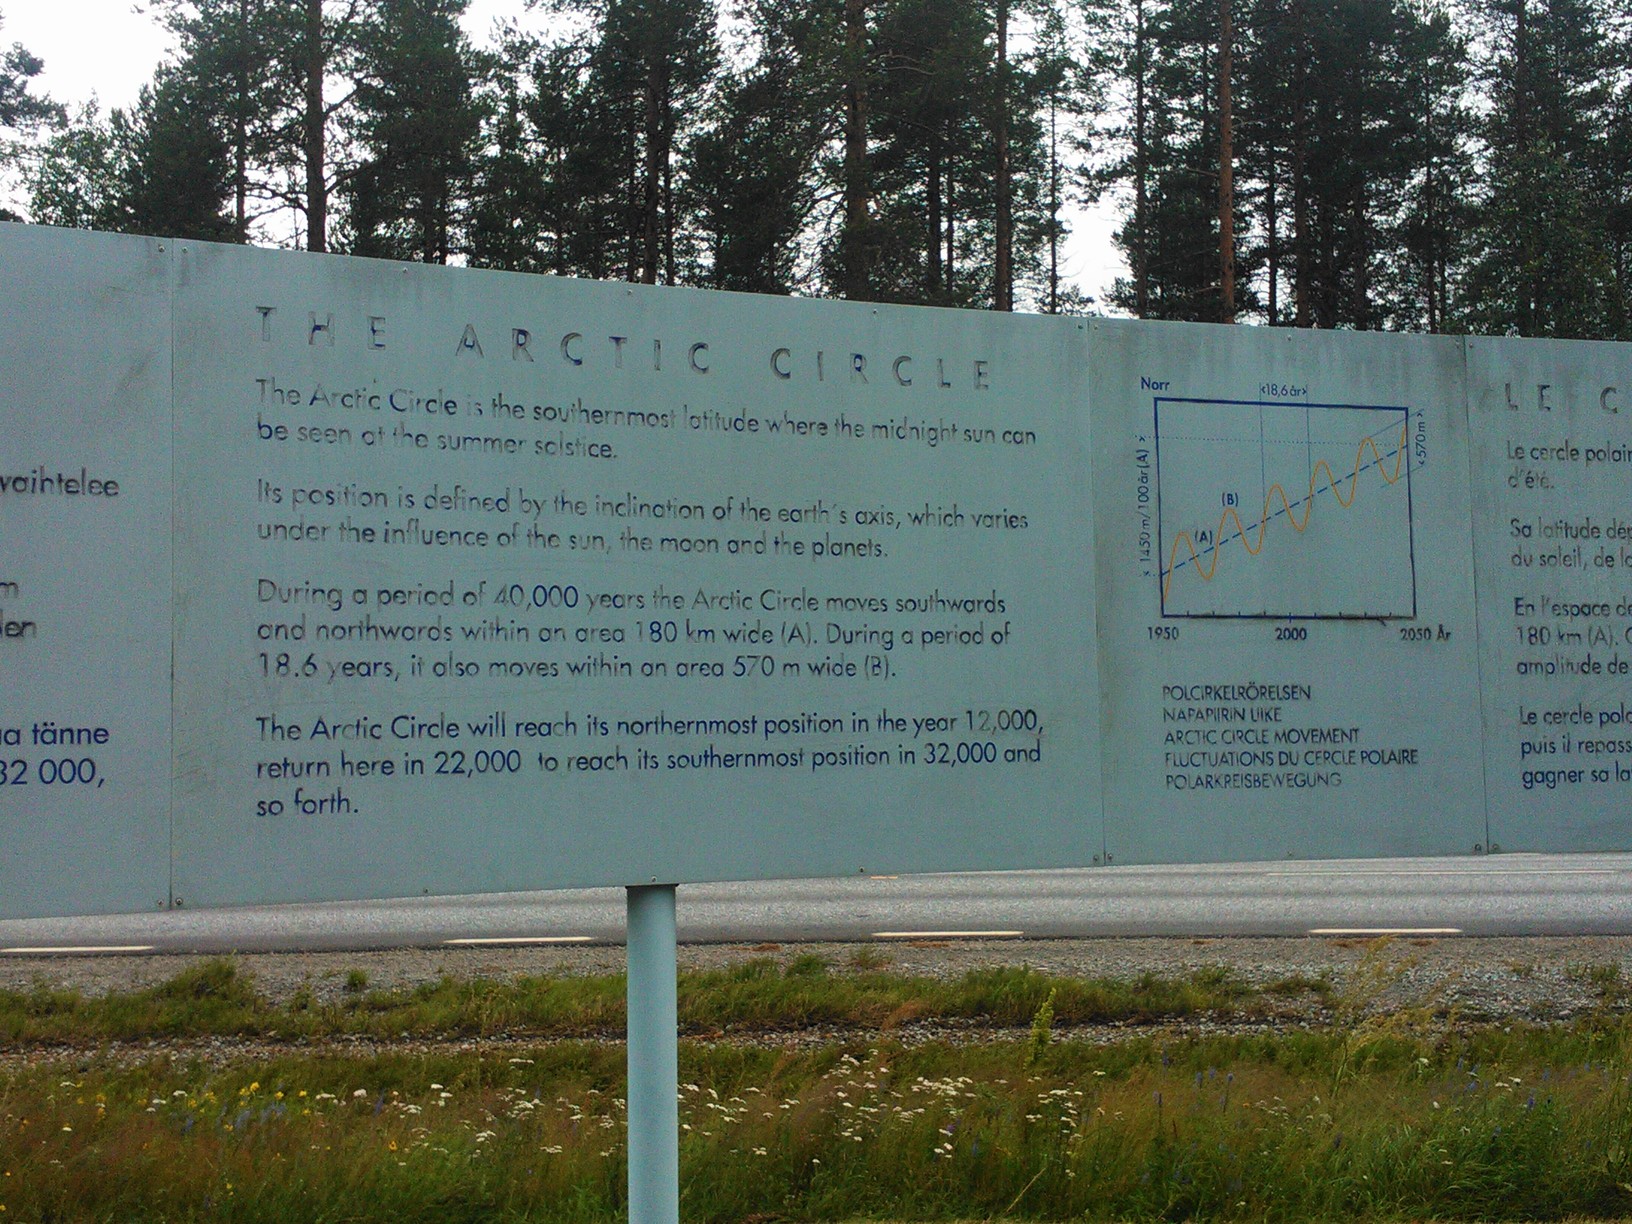 vaihtelee
m
den
aa tänne
32 000,
THE ARCTIC CIRCLE
The Arctic Circle is the southernmost latitude where the midnight sun can
be seen at the summer solstice.
Its position is defined by the inclination of the earth's axis, which varies
under the influence of the sun, the moon and the planets.
During a period of 40,000 years the Arctic Circle moves southwards
and northwards within an area 180 km wide (A). During a period of
18.6 years, it also moves within an area 570 m wide (B).
The Arctic Circle will reach its northernmost position in the year 12,000,
return here in 22,000 to reach its southernmost position in 32,000 and
so forth.
Norr
<18,6 år>
< 1450 m/100 år (A) >
< 570 m >
(B)
(A)
1950 2000 2050 År
POLCIRKELRÖRELSEN
NAPAPIIRIN LIIKE
ARCTIC CIRCLE MOVEMENT
FLUCTUATIONS DU CERCLE POLAIRE
POLARKREISBEWEGUNG
LE C
Le cercle polair
d'été.
Sa latitude dép
du soleil, de la
En l'espace de
180 km (A). C
amplitude de
Le cercle pola
puis il repass
gagner sa la